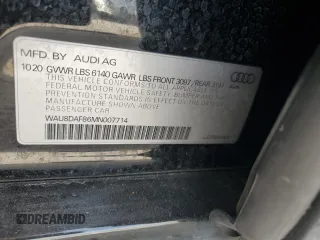 MFD. BY AUDI AG
10 20 GVWR LBS 6140 GAWR LBS FRONT 3097 / REAR
THIS VEHICLE CONFORMS TO ALL APPLICABLE
FEDERAL MOTOR VEHICLE SAFETY, BUMPER, AND
THEFT PREVENTION STANDARDS IN EFFECT ON
THE DATE OF MANUFACTURE SHOWN ABOVE
PASSENGER CAR
WAU8DAF86MN007714
Audi
DREAMBID